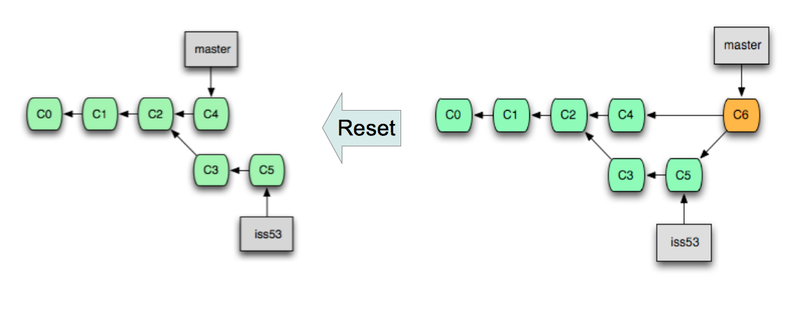 master
C0 C1 C2 C4
C3 C5
iss53
Reset
master
C0 C1 C2 C4 C6
C3 C5
iss53